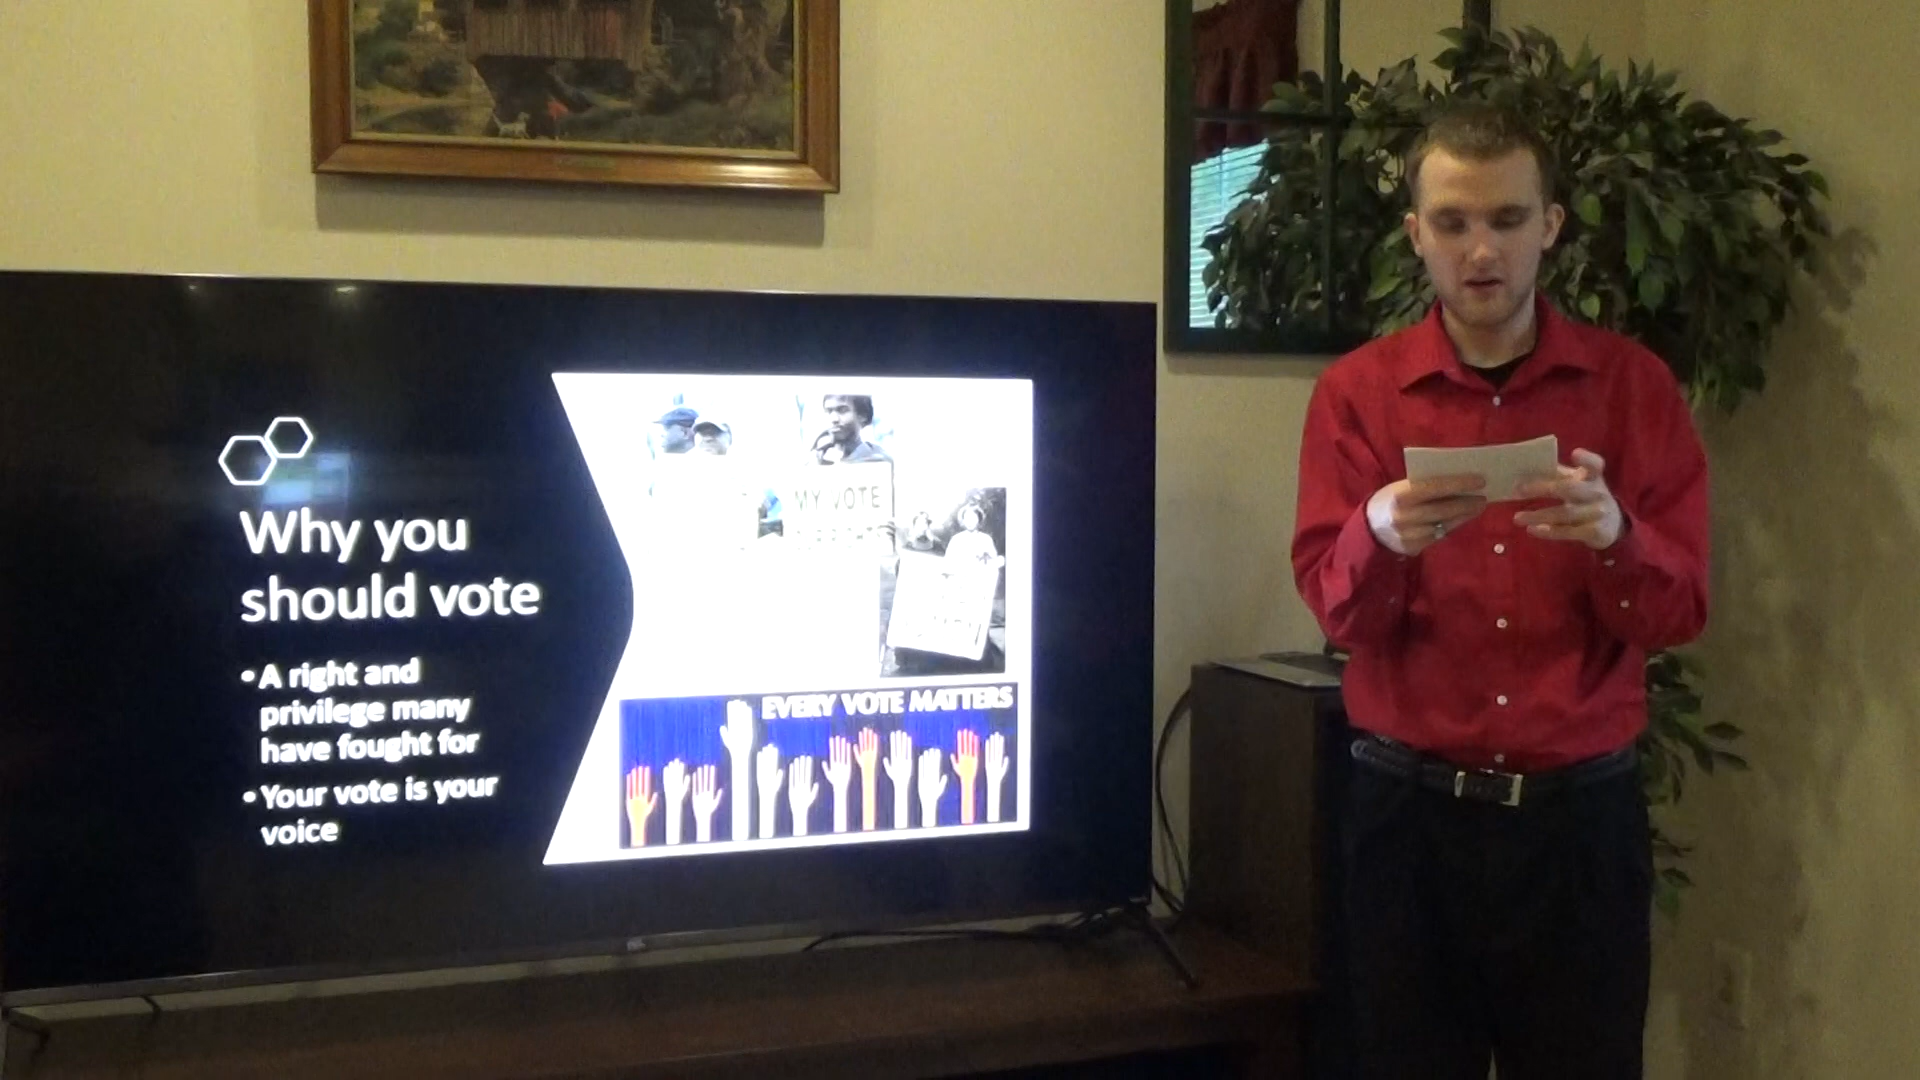 Why you
should vote
• A right and
privilege many
have fought for
• Your vote is your
voice
MY VOTE
EVERY VOTE MATTERS